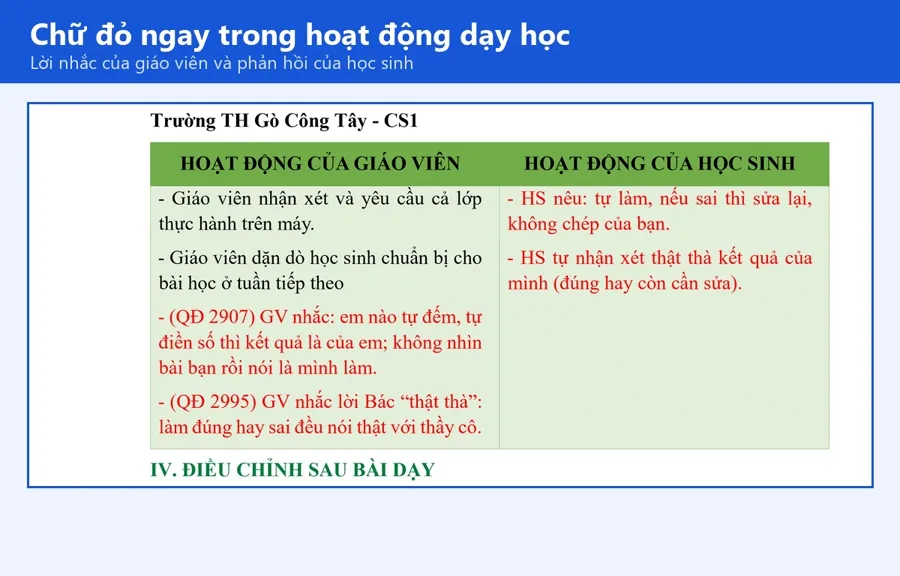 Chữ đỏ ngay trong hoạt động dạy học
Lời nhắc của giáo viên và phản hồi của học sinh
Trường TH Gò Công Tây - CS1
HOẠT ĐỘNG CỦA GIÁO VIÊN
- Giáo viên nhận xét và yêu cầu cả lớp
thực hành trên máy.
- Giáo viên dặn dò học sinh chuẩn bị cho
bài học ở tuần tiếp theo
- (QĐ 2907) GV nhắc: em nào tự đếm, tự
điền số thì kết quả là của em; không nhìn
bài bạn rồi nói là mình làm.
- (QĐ 2995) GV nhắc lời Bác “thật thà”:
làm đúng hay sai đều nói thật với thầy cô.
HOẠT ĐỘNG CỦA HỌC SINH
- HS nêu: tự làm, nếu sai thì sửa lại,
không chép của bạn.
- HS tự nhận xét thật thà kết quả của
mình (đúng hay còn cần sửa).
IV. ĐIỀU CHỈNH SAU BÀI DẠY